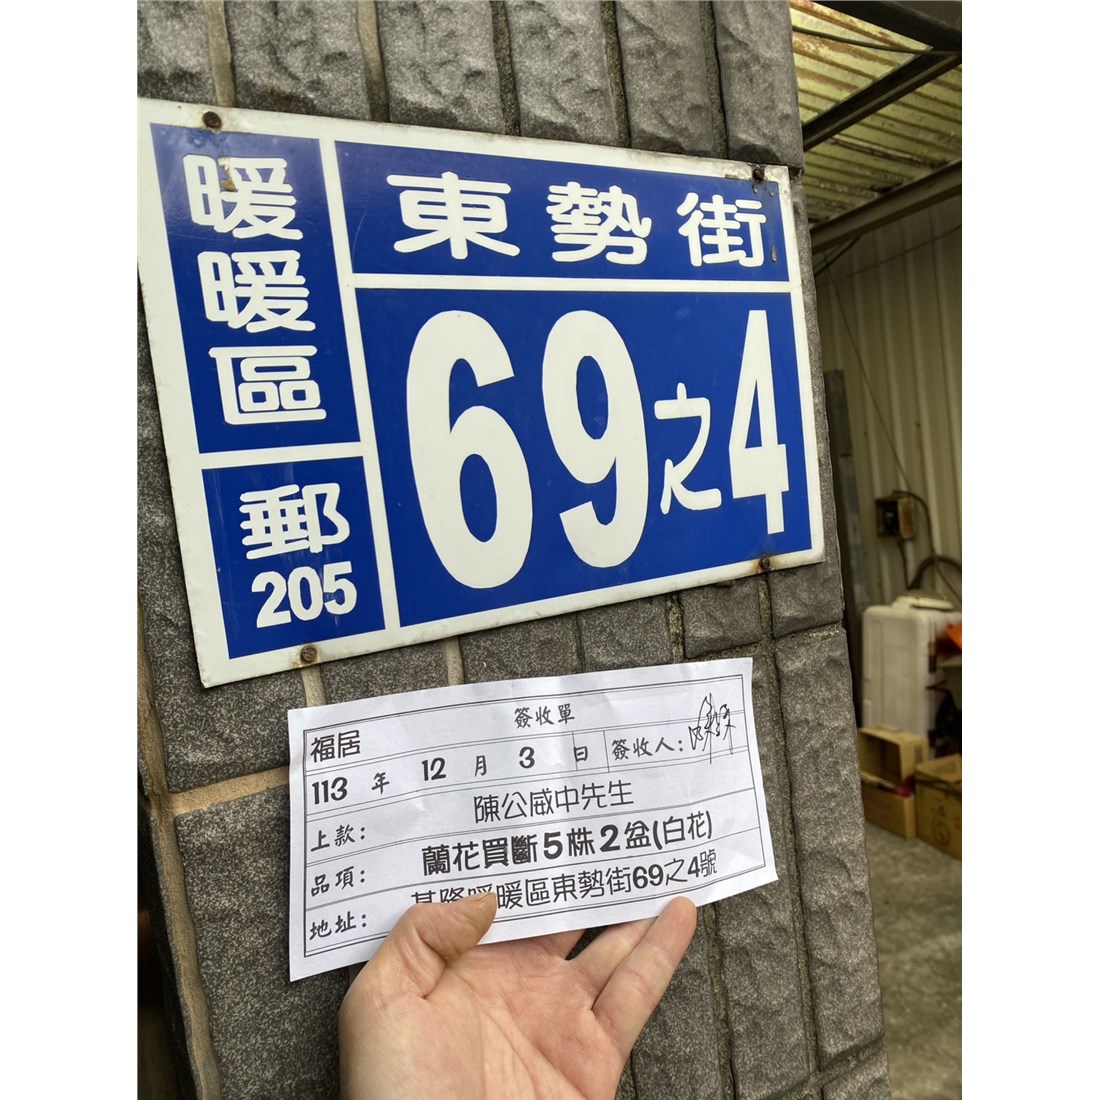 暖暖區
郵
205
東勢街
69之4
簽收單
福居
113 年 12 月 3 日 簽收人:
上款: 陳公威中先生
品項: 蘭花買斷5株2盆(白花)
地址: 基隆暖暖區東勢街69之4號